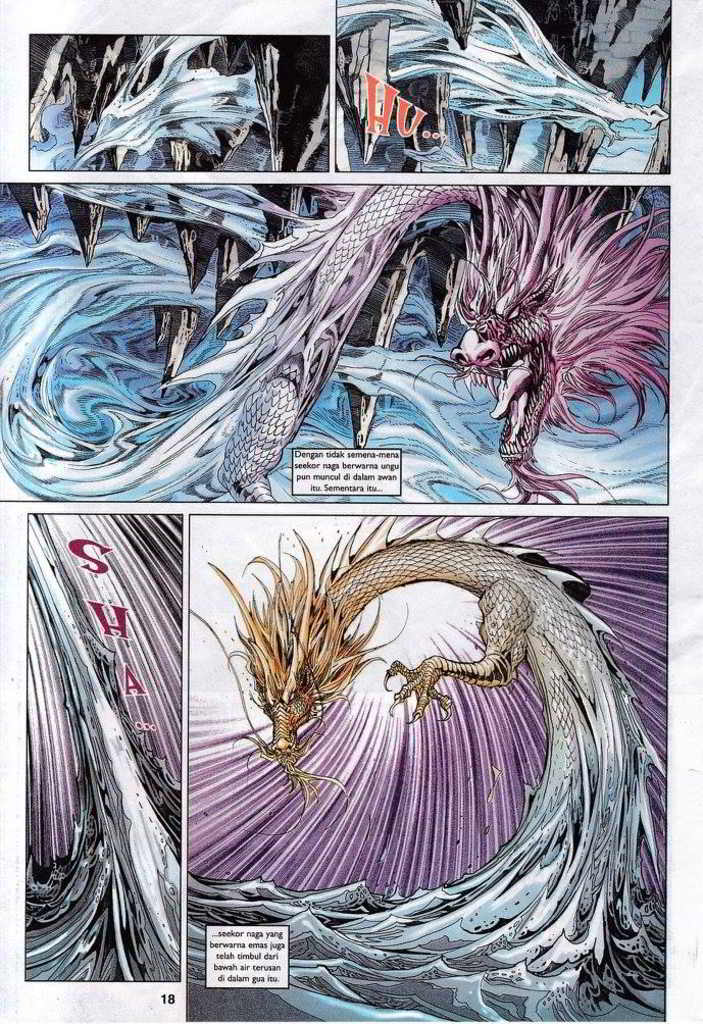 HU...
Dengan tidak semena-mena
seekor naga berwarna ungu
pun muncul di dalam awan
itu. Sementara itu...
SHA...
...seekor naga yang
berwarna emas juga
telah timbul dari
bawah air terusan
di dalam gua itu.
18